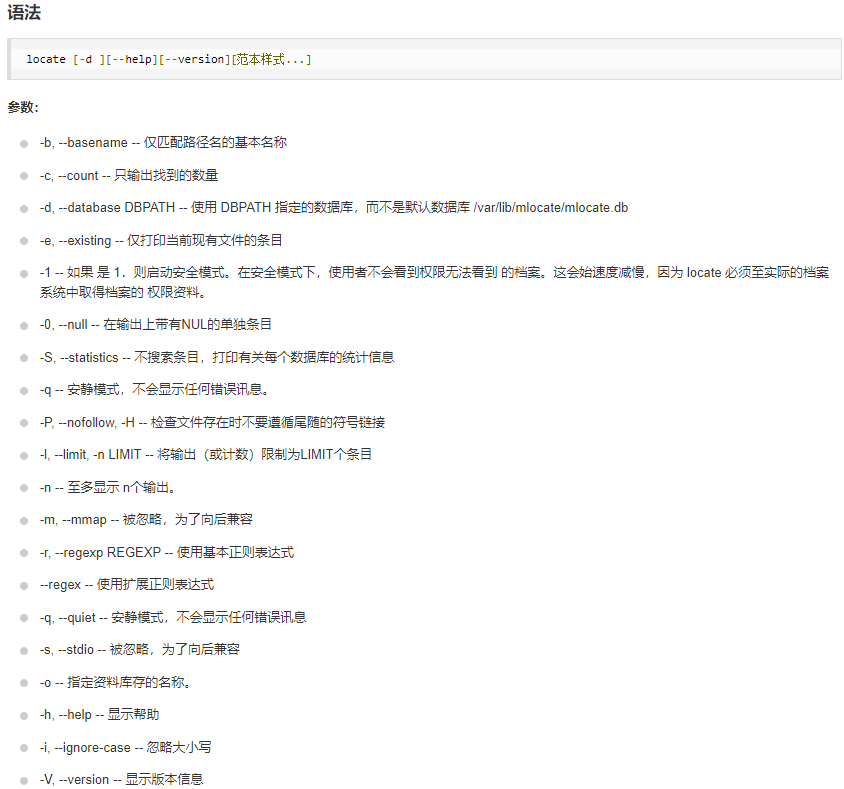 语法
locate [-d ][--help][--version][范本样式...]
参数：
-b, --basename -- 仅匹配路径名的基本名称
-c, --count -- 只输出找到的数量
-d, --database DBPATH -- 使用 DBPATH 指定的数据库，而不是默认数据库 /var/lib/mlocate/mlocate.db
-e, --existing -- 仅打印当前现有文件的条目
-1 -- 如果 是 1．则启动安全模式。在安全模式下，使用者不会看到权限无法看到 的档案。这会始速度减慢，因为 locate 必须至实际的档案
系统中取得档案的 权限资料。
-0, --null -- 在输出上带有NUL的单独条目
-S, --statistics -- 不搜索条目，打印有关每个数据库的统计信息
-q -- 安静模式，不会显示任何错误讯息。
-P, --nofollow, -H -- 检查文件存在时不要遵循尾随的符号链接
-l, --limit, -n LIMIT -- 将输出（或计数）限制为LIMIT个条目
-n -- 至多显示 n个输出。
-m, --mmap -- 被忽略，为了向后兼容
-r, --regexp REGEXP -- 使用基本正则表达式
--regex -- 使用扩展正则表达式
-q, --quiet -- 安静模式，不会显示任何错误讯息
-s, --stdio -- 被忽略，为了向后兼容
-o -- 指定资料库存的名称。
-h, --help -- 显示帮助
-i, --ignore-case -- 忽略大小写
-V, --version -- 显示版本信息